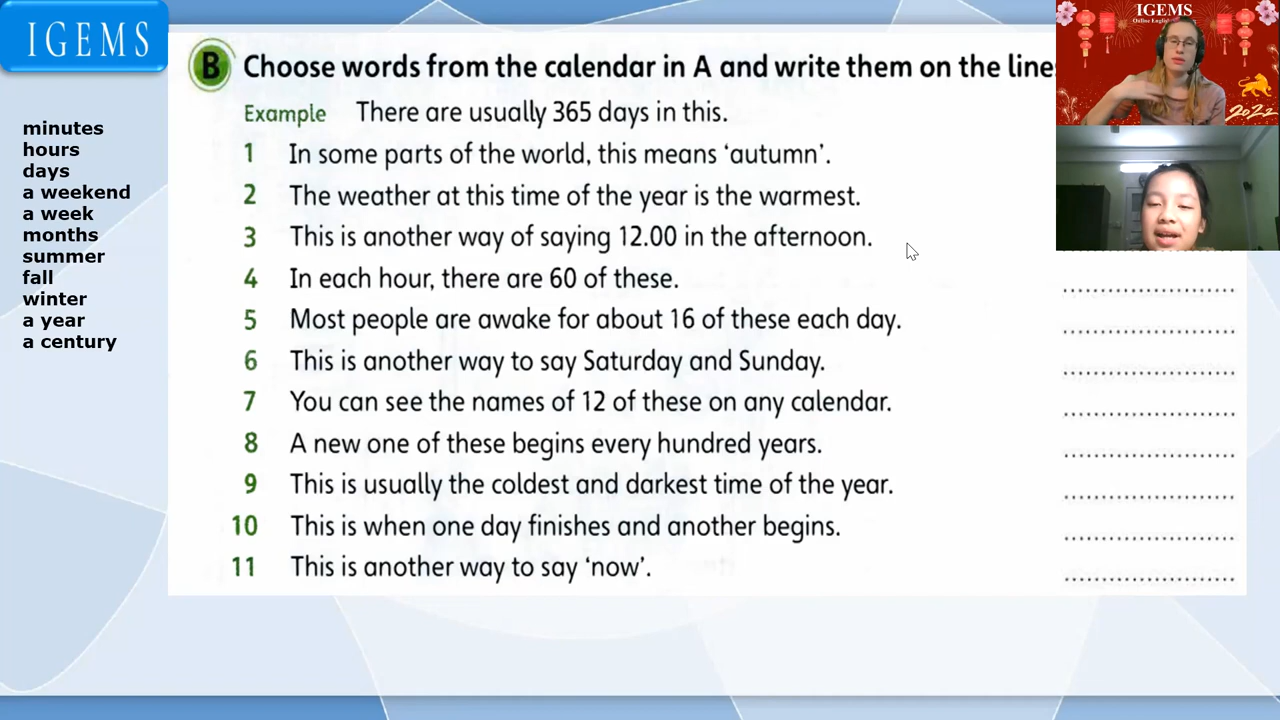 IGEMS
minutes
hours
days
a weekend
a week
months
summer
fall
winter
a year
a century
B Choose words from the calendar in A and write them on the line
Example There are usually 365 days in this.
1 In some parts of the world, this means ‘autumn’.
2 The weather at this time of the year is the warmest.
3 This is another way of saying 12.00 in the afternoon.
4 In each hour, there are 60 of these. ........................
5 Most people are awake for about 16 of these each day. ........................
6 This is another way to say Saturday and Sunday. ........................
7 You can see the names of 12 of these on any calendar. ........................
8 A new one of these begins every hundred years. ........................
9 This is usually the coldest and darkest time of the year. ........................
10 This is when one day finishes and another begins. ........................
11 This is another way to say ‘now’. ........................
IGEMS
Online
2022